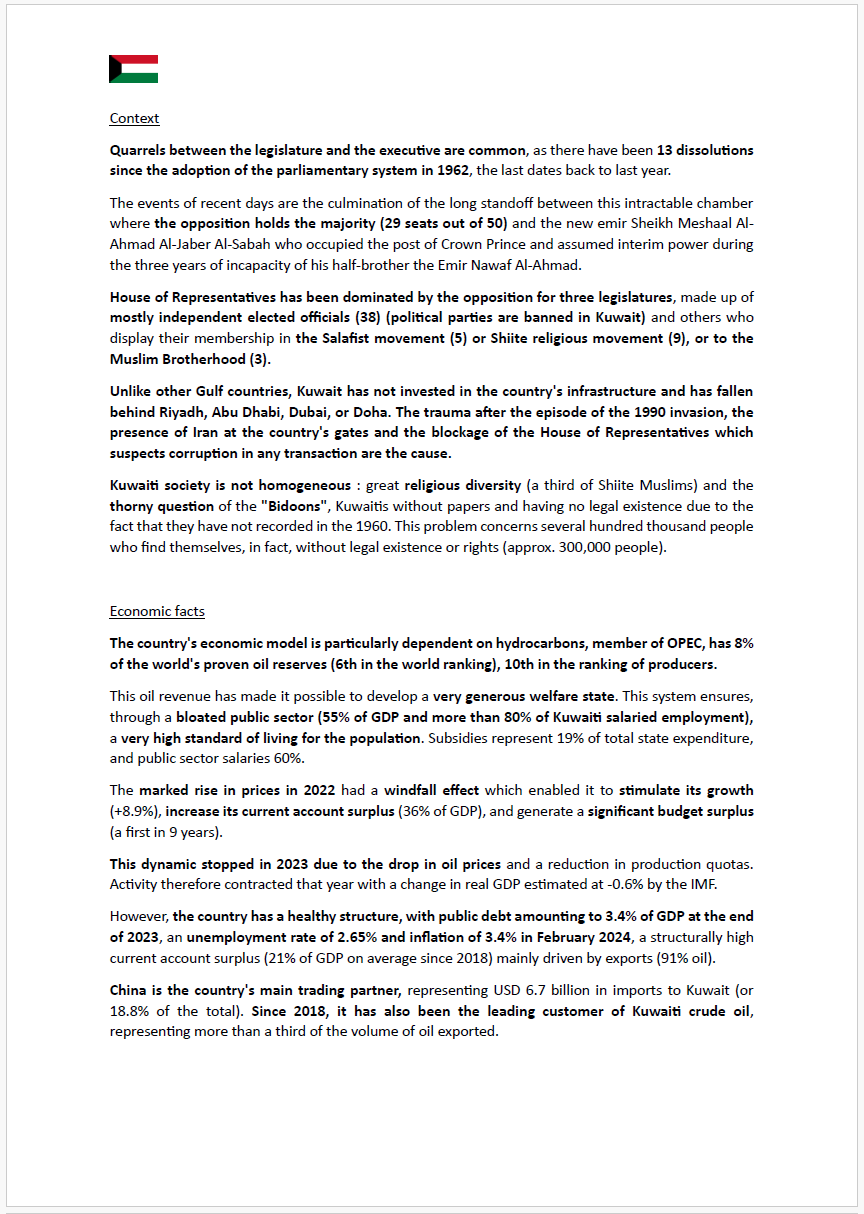 Context
Quarrels between the legislature and the executive are common, as there have been 13 dissolutions
since the adoption of the parliamentary system in 1962, the last dates back to last year.
The events of recent days are the culmination of the long standoff between this intractable chamber
where the opposition holds the majority (29 seats out of 50) and the new emir Sheikh Meshaal Al-
Ahmad Al-Jaber Al-Sabah who occupied the post of Crown Prince and assumed interim power during
the three years of incapacity of his half-brother the Emir Nawaf Al-Ahmad.
House of Representatives has been dominated by the opposition for three legislatures, made up of
mostly independent elected officials (38) (political parties are banned in Kuwait) and others who
display their membership in the Salafist movement (5) or Shiite religious movement (9), or to the
Muslim Brotherhood (3).
Unlike other Gulf countries, Kuwait has not invested in the country's infrastructure and has fallen
behind Riyadh, Abu Dhabi, Dubai, or Doha. The trauma after the episode of the 1990 invasion, the
presence of Iran at the country's gates and the blockage of the House of Representatives which
suspects corruption in any transaction are the cause.
Kuwaiti society is not homogeneous : great religious diversity (a third of Shiite Muslims) and the
thorny question of the "Bidoons", Kuwaitis without papers and having no legal existence due to the
fact that they have not recorded in the 1960. This problem concerns several hundred thousand people
who find themselves, in fact, without legal existence or rights (approx. 300,000 people).
Economic facts
The country's economic model is particularly dependent on hydrocarbons, member of OPEC, has 8%
of the world's proven oil reserves (6th in the world ranking), 10th in the ranking of producers.
This oil revenue has made it possible to develop a very generous welfare state. This system ensures,
through a bloated public sector (55% of GDP and more than 80% of Kuwaiti salaried employment),
a very high standard of living for the population. Subsidies represent 19% of total state expenditure,
and public sector salaries 60%.
The marked rise in prices in 2022 had a windfall effect which enabled it to stimulate its growth
(+8.9%), increase its current account surplus (36% of GDP), and generate a significant budget surplus
(a first in 9 years).
This dynamic stopped in 2023 due to the drop in oil prices and a reduction in production quotas.
Activity therefore contracted that year with a change in real GDP estimated at -0.6% by the IMF.
However, the country has a healthy structure, with public debt amounting to 3.4% of GDP at the end
of 2023, an unemployment rate of 2.65% and inflation of 3.4% in February 2024, a structurally high
current account surplus (21% of GDP on average since 2018) mainly driven by exports (91% oil).
China is the country's main trading partner, representing USD 6.7 billion in imports to Kuwait (or
18.8% of the total). Since 2018, it has also been the leading customer of Kuwaiti crude oil,
representing more than a third of the volume of oil exported.